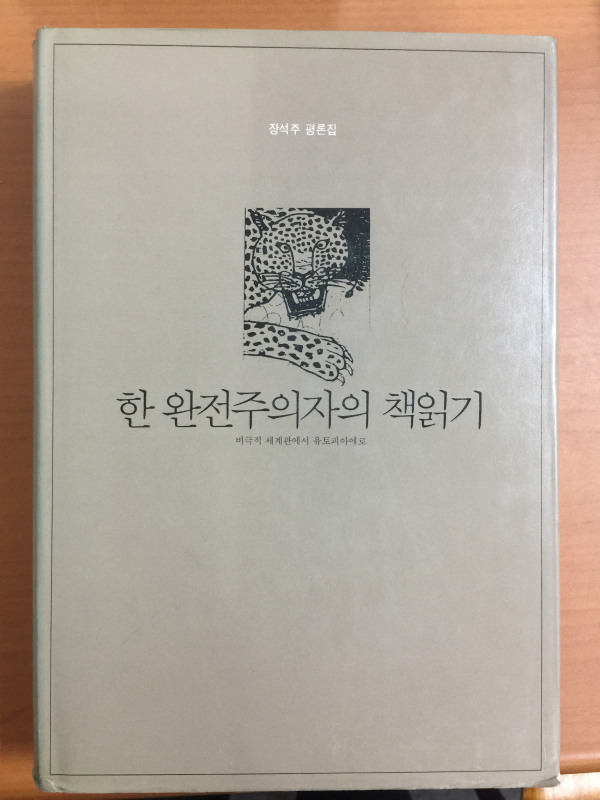 장석주 평론집
한 완전주의자의 책읽기
비극적 세계관에서 유토피아에로